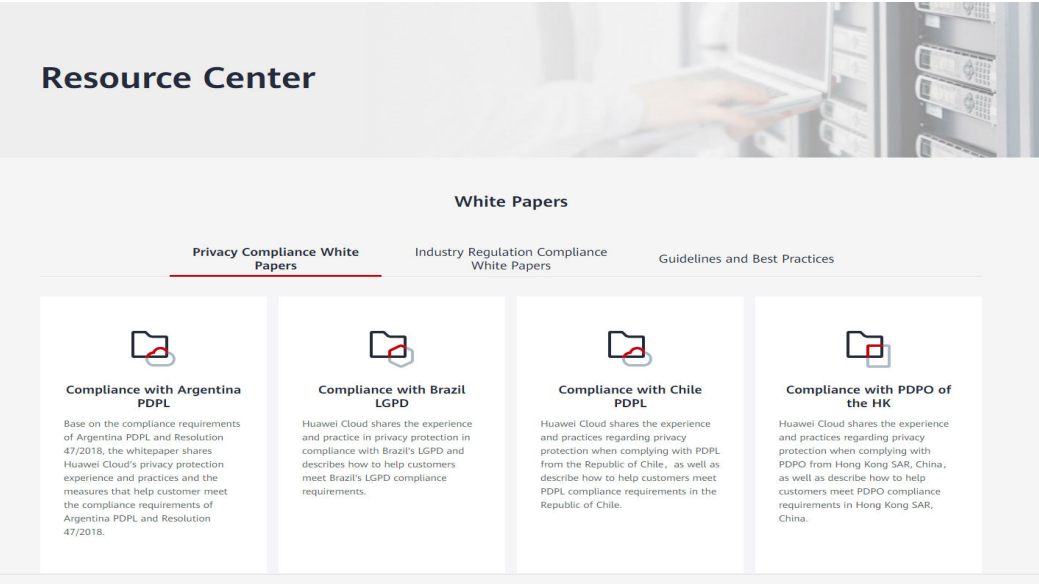 Resource Center
White Papers
Privacy Compliance White
Papers
Industry Regulation Compliance
White Papers
Guidelines and Best Practices
Compliance with Argentina
PDPL
Base on the compliance requirements
of Argentina PDPL and Resolution
47/2018, the whitepaper shares
Huawei Cloud's privacy protection
experience and practices and the
measures that help customer meet
the compliance requirements of
Argentina PDPL and Resolution
47/2018.
Compliance with Brazil
LGPD
Huawei Cloud shares the experience
and practice in privacy protection in
compliance with Brazil's LGPD and
describes how to help customers
meet Brazil's LGPD compliance
requirements.
Compliance with Chile
PDPL
Huawei Cloud shares the experience
and practices regarding privacy
protection when complying with PDPL
from the Republic of Chile, as well as
describe how to help customers meet
PDPL compliance requirements in the
Republic of Chile.
Compliance with PDPO of
the HK
Huawei Cloud shares the experience
and practices regarding privacy
protection when complying with
PDPO from Hong Kong SAR, China,
as well as describe how to help
customers meet PDPO compliance
requirements in Hong Kong SAR,
China.